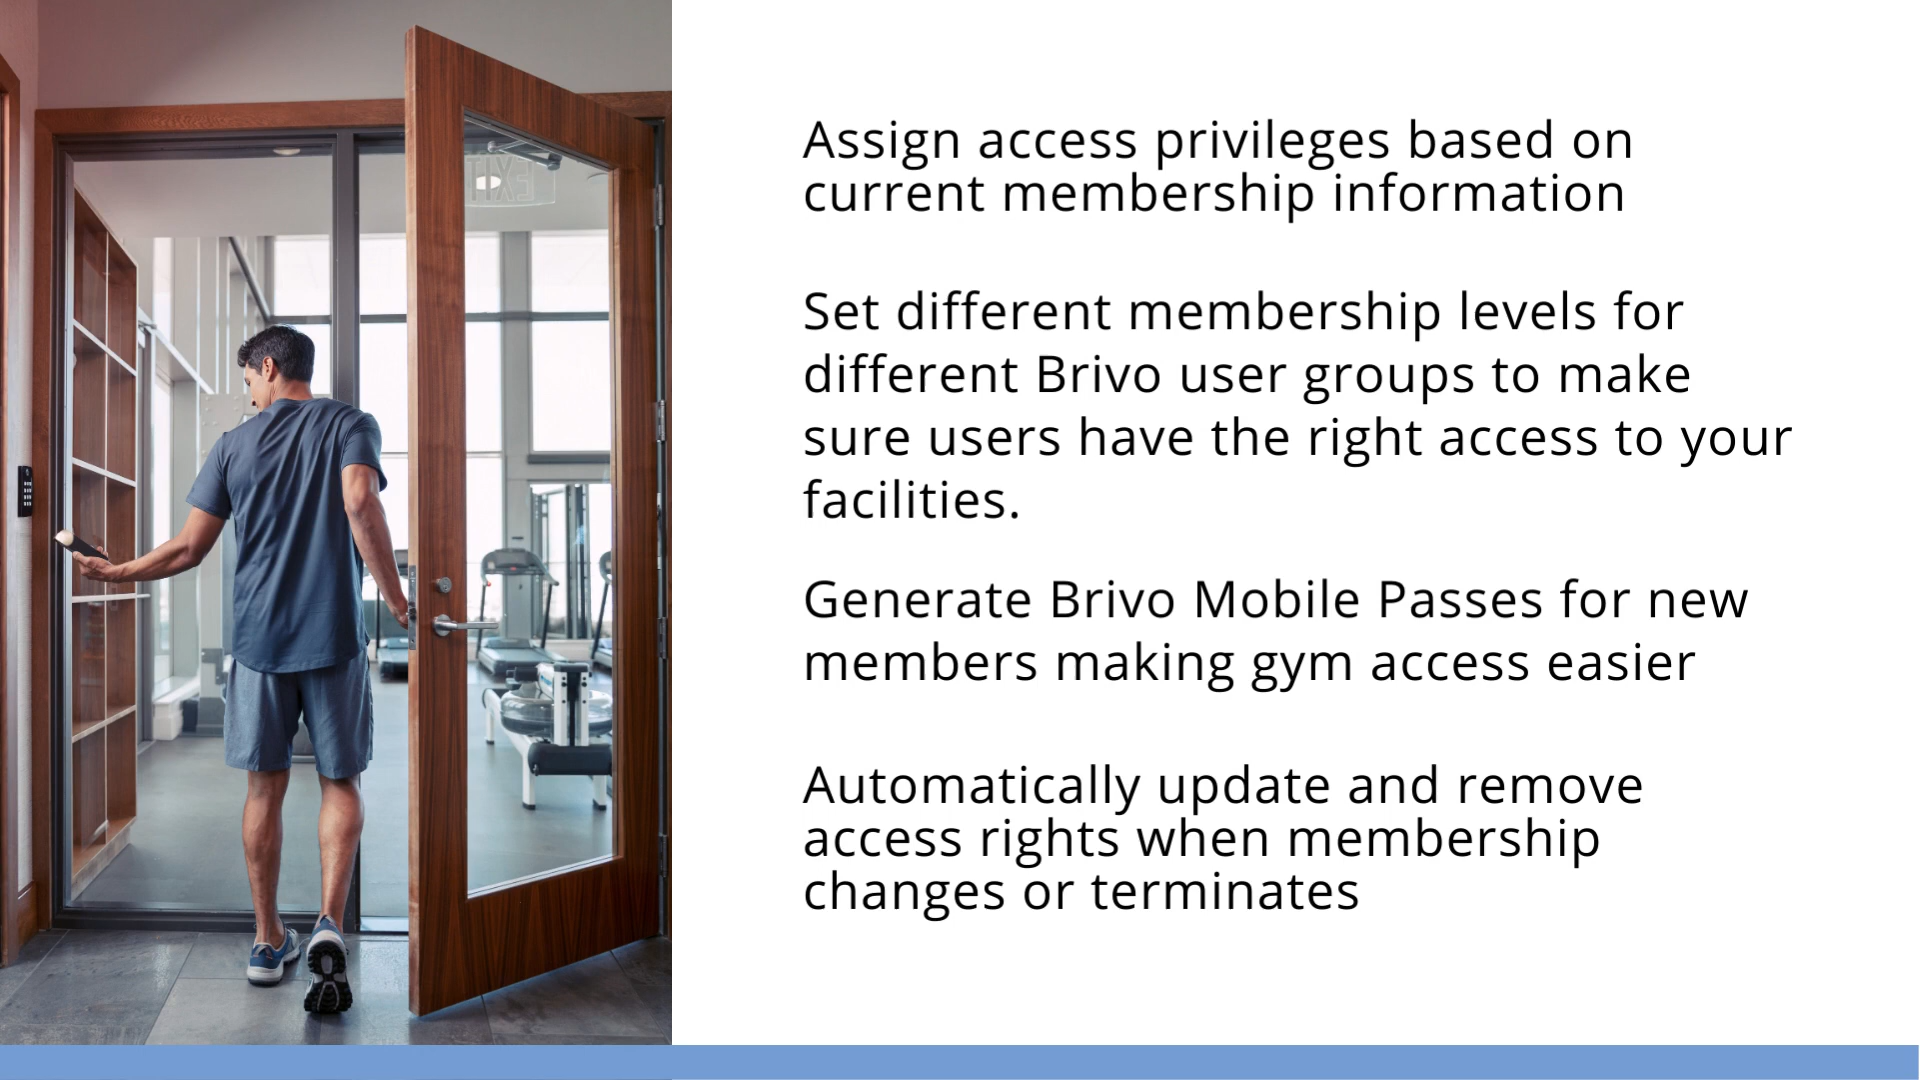 EXIT
Assign access privileges based on
current membership information
Set different membership levels for
different Brivo user groups to make
sure users have the right access to your
facilities.
Generate Brivo Mobile Passes for new
members making gym access easier
Automatically update and remove
access rights when membership
changes or terminates